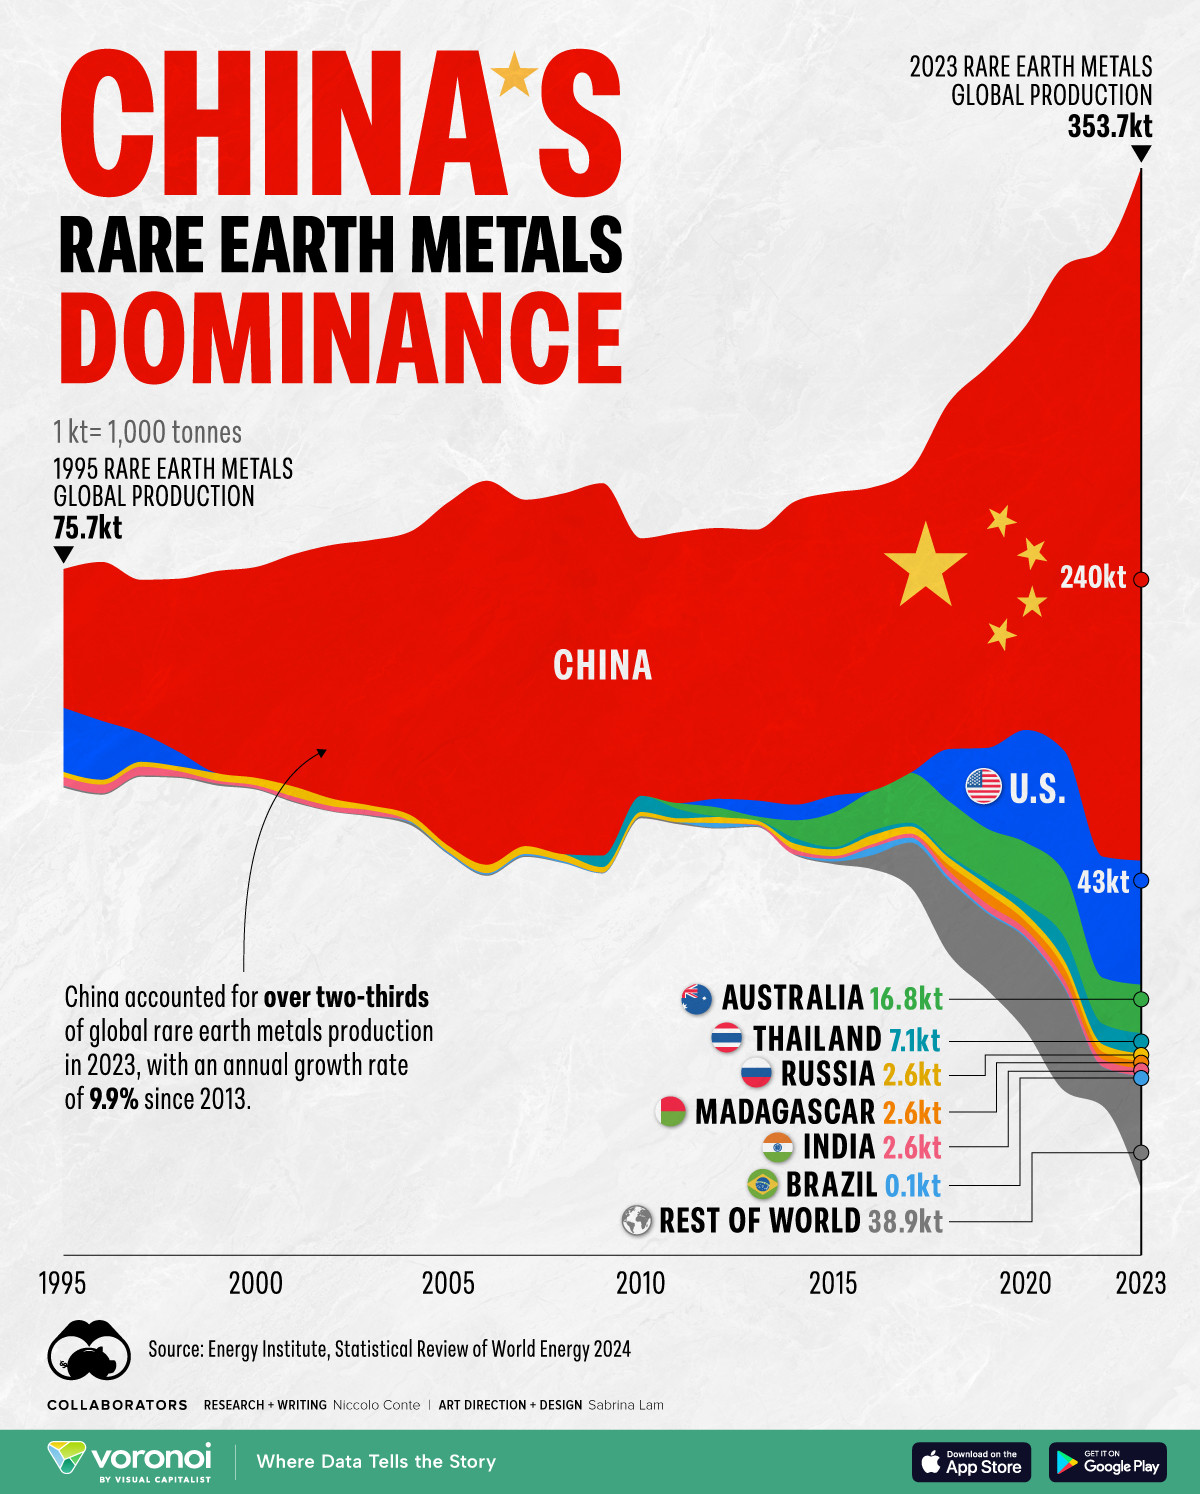 CHINA'S
RARE EARTH METALS
DOMINANCE
2023 RARE EARTH METALS
GLOBAL PRODUCTION
353.7kt
1 kt= 1,000 tonnes
1995 RARE EARTH METALS
GLOBAL PRODUCTION
75.7kt
240kt
CHINA
U.S.
43kt
China accounted for over two-thirds
of global rare earth metals production
in 2023, with an annual growth rate
of 9.9% since 2013.
AUSTRALIA 16.8kt
THAILAND 7.1kt
RUSSIA 2.6kt
MADAGASCAR 2.6kt
INDIA 2.6kt
BRAZIL 0.1kt
REST OF WORLD 38.9kt
1995 2000 2005 2010 2015 2020 2023
Source: Energy Institute, Statistical Review of World Energy 2024
COLLABORATORS RESEARCH + WRITING Niccolo Conte | ART DIRECTION + DESIGN Sabrina Lam
voronoi
BY VISUAL CAPITALIST
Where Data Tells the Story
Download on the
App Store
GET IT ON
Google Play